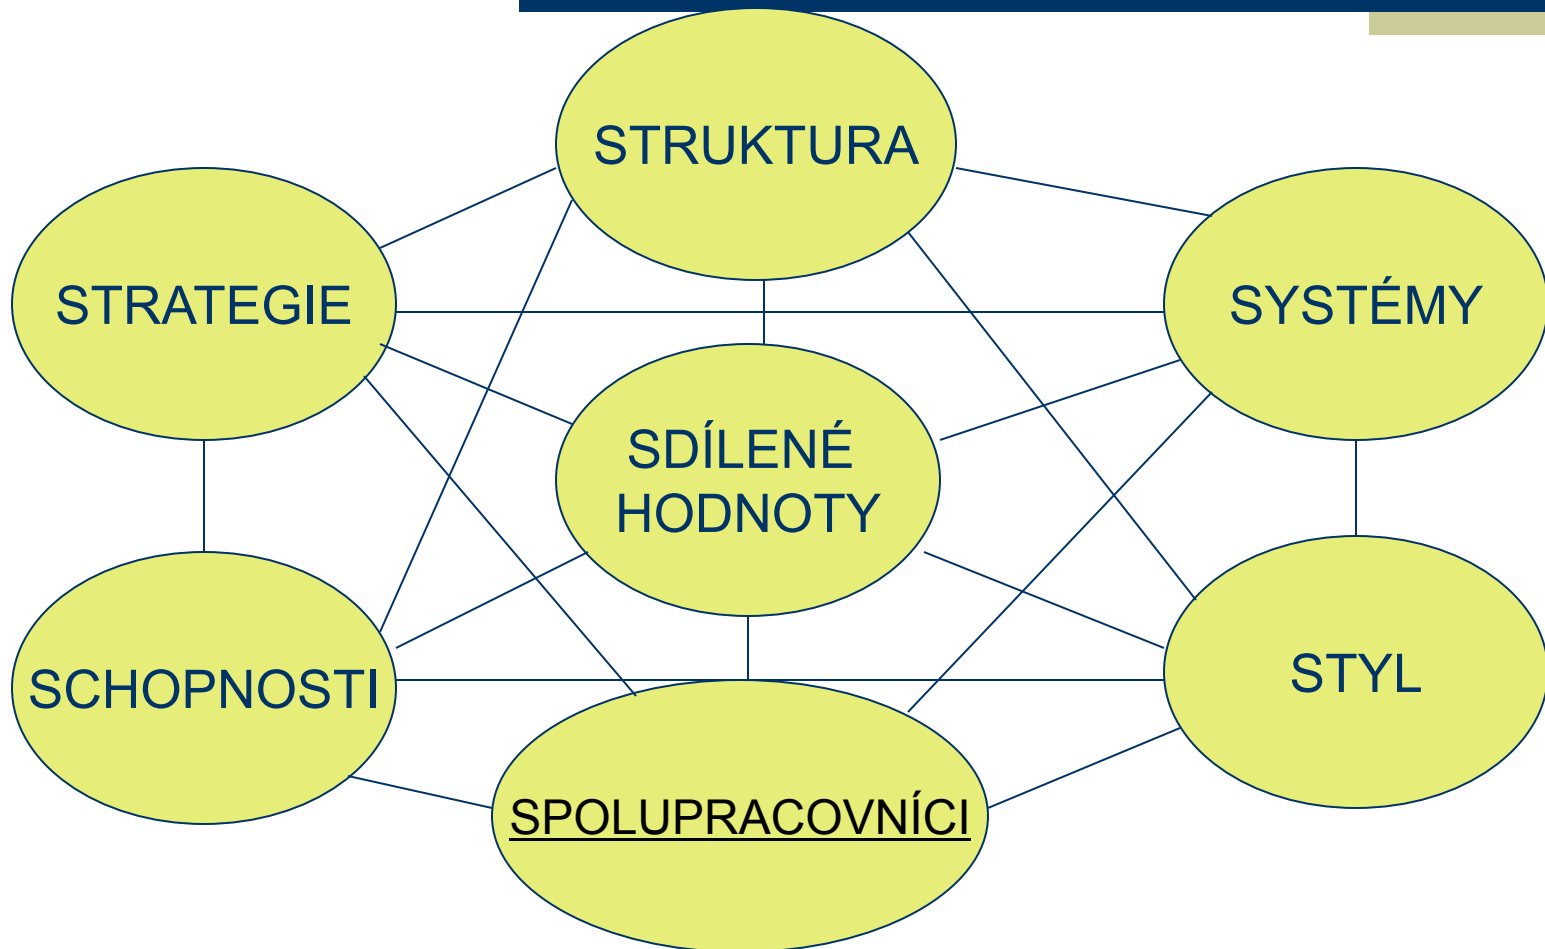 STRUKTURA
STRATEGIE
SYSTÉMY
SDÍLENÉ
HODNOTY
SCHOPNOSTI
STYL
SPOLUPRACOVNÍCI